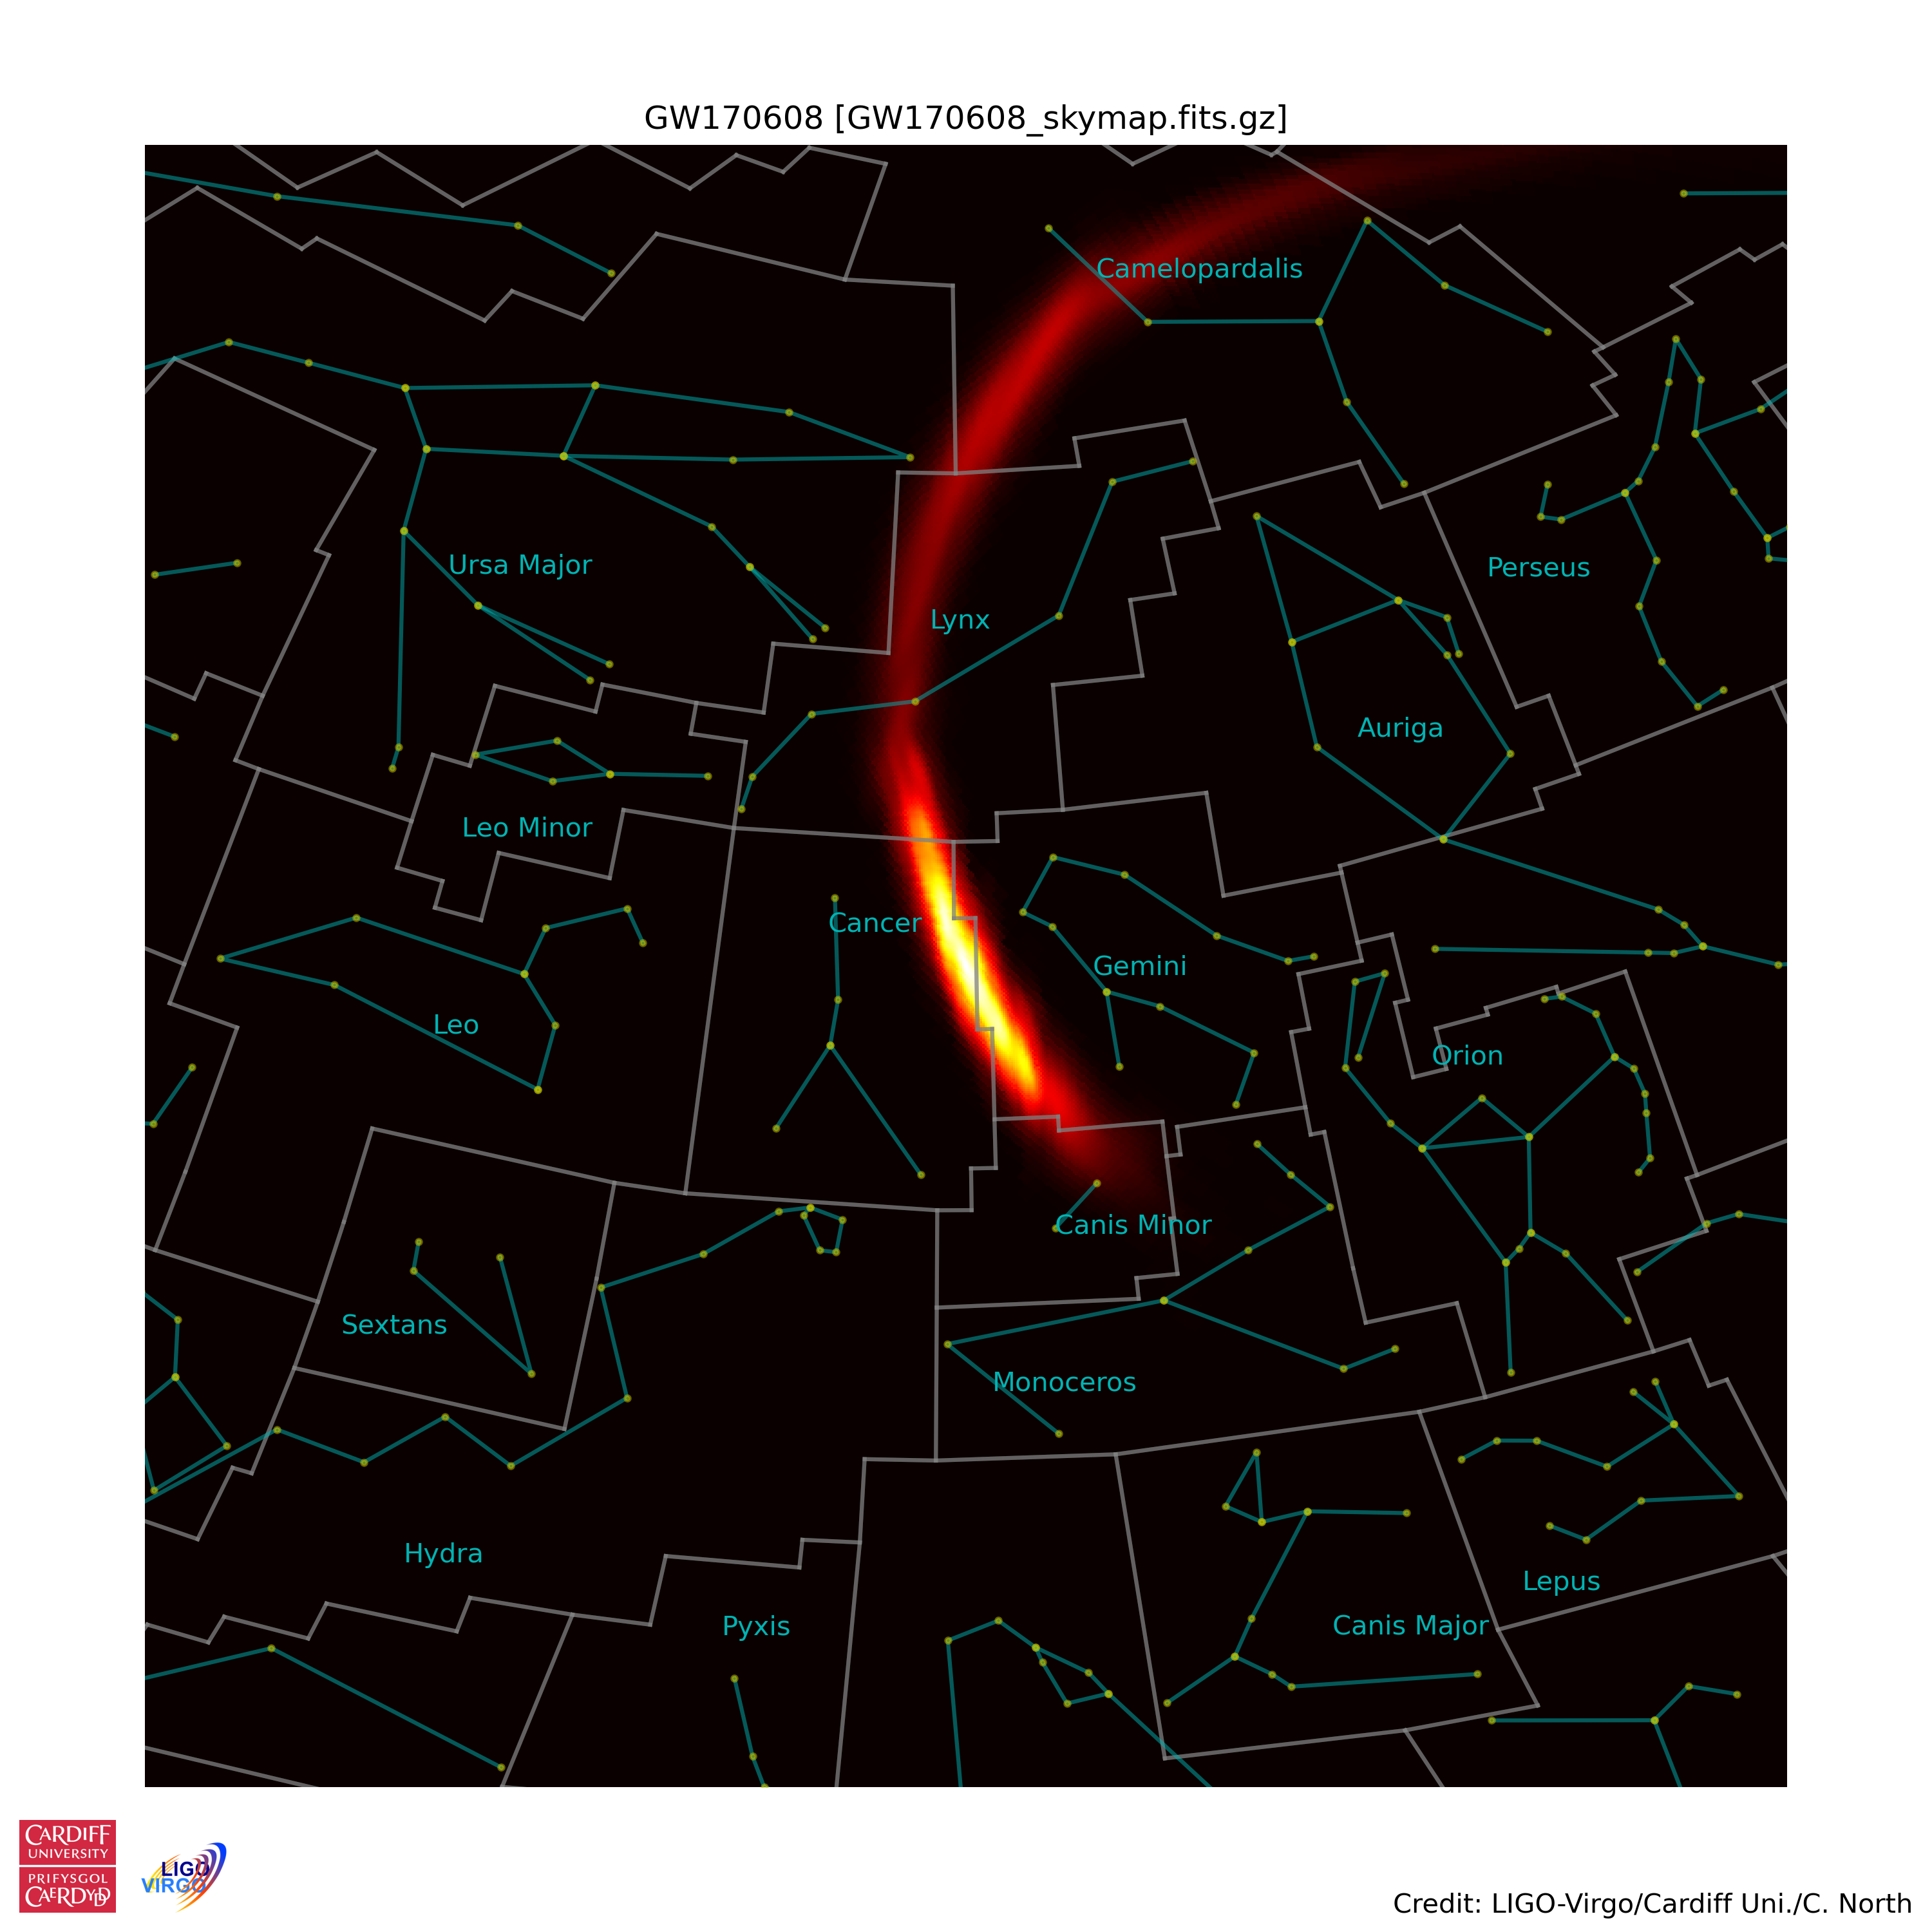 GW170608 [GW170608_skymap.fits.gz]
Camelopardalis
Ursa Major
Perseus
Lynx
Auriga
Leo Minor
Cancer
Gemini
Leo
Orion
Canis Minor
Sextans
Monoceros
Hydra
Lepus
Pyxis
Canis Major
CARDIFF
UNIVERSITY
PRIFYSGOL
CAERDYDD
LIGO
VIRGO
Credit: LIGO-Virgo/Cardiff Uni./C. North